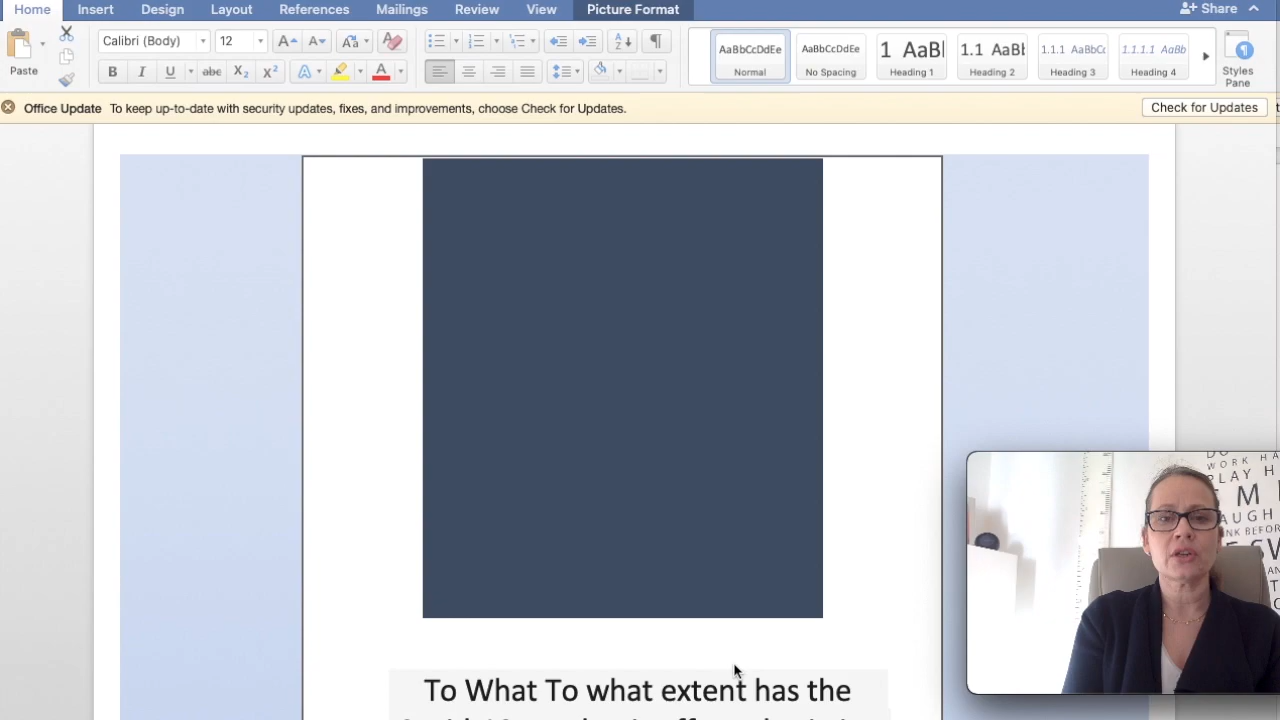 Home Insert Design Layout References Mailings Review View Picture Format Share
Calibri (Body) 12
Paste
AaBbCcDdEe AaBbCcDdEe 1 AaBl 1.1 AaBl 1.1.1 AaBbCc 1.1.1.1 AaBb
Normal No Spacing Heading 1 Heading 2 Heading 3 Heading 4
Styles
Pane
Office Update To keep up-to-date with security updates, fixes, and improvements, choose Check for Updates. Check for Updates
To What To what extent has the
WORK HA
PLAY H